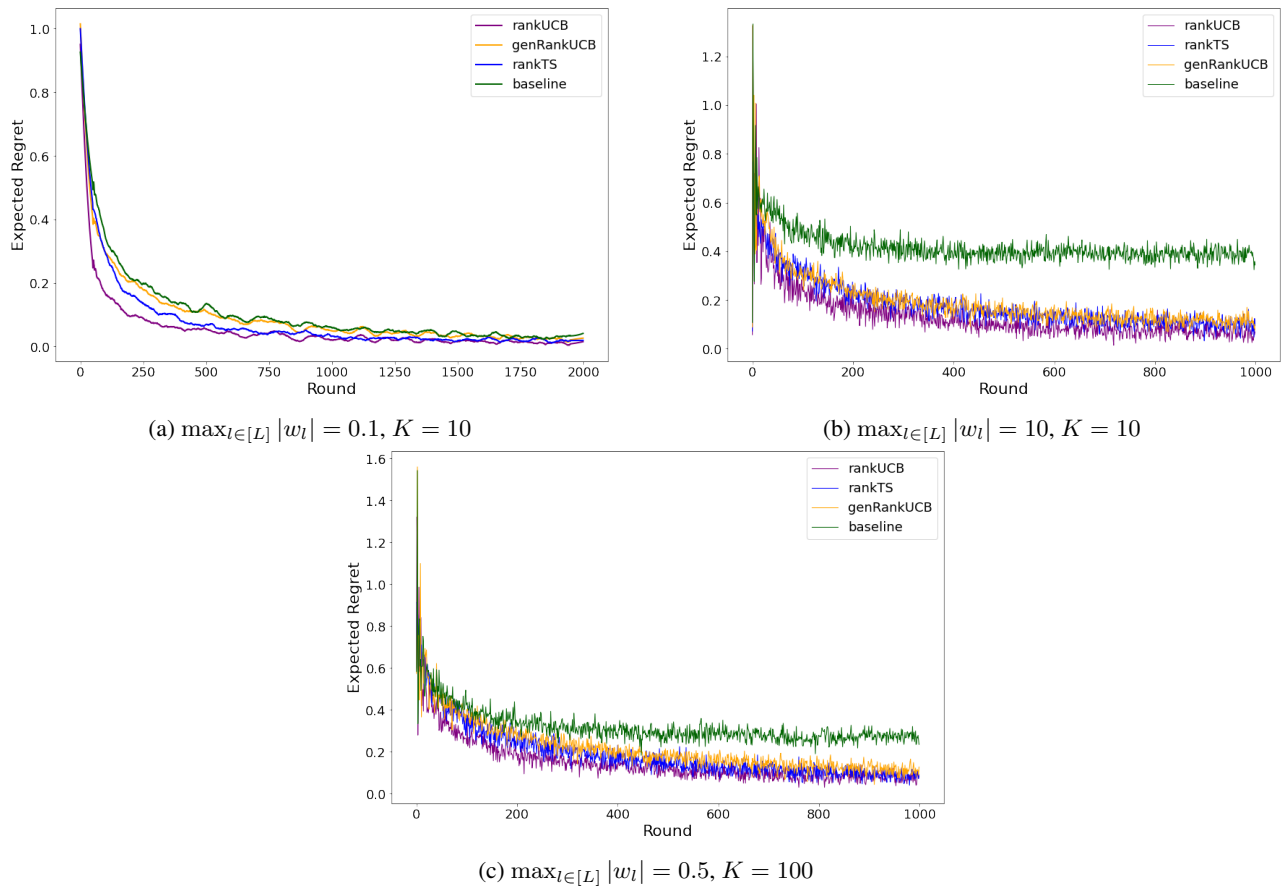 1.0
0.8
0.6
0.4
0.2
0.0
Expected Regret
0
250
500
750
1000
1250
1500
1750
2000
Round
rankUCB
genRankUCB
rankTS
baseline
(a) max_{l∈[L]} |w_l| = 0.1, K = 10
1.2
1.0
0.8
0.6
0.4
0.2
0.0
Expected Regret
0
200
400
600
800
1000
Round
rankUCB
rankTS
genRankUCB
baseline
(b) max_{l∈[L]} |w_l| = 10, K = 10
1.6
1.4
1.2
1.0
0.8
0.6
0.4
0.2
0.0
Expected Regret
0
200
400
600
800
1000
Round
rankUCB
rankTS
genRankUCB
baseline
(c) max_{l∈[L]} |w_l| = 0.5, K = 100